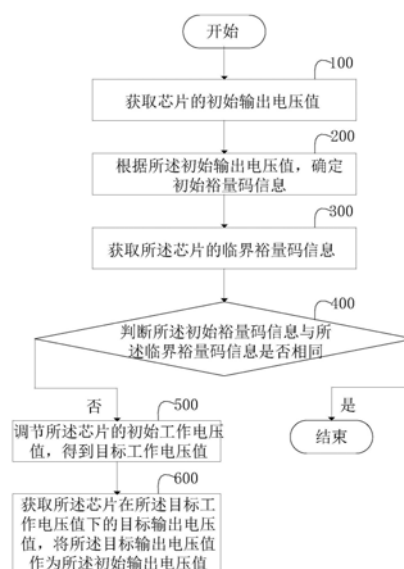 开始
100
获取芯片的初始输出电压值
200
根据所述初始输出电压值，确定
初始裕量码信息
300
获取所述芯片的临界裕量码信息
400
判断所述初始裕量码信息与所
述临界裕量码信息是否相同
否
500
是
调节所述芯片的初始工作电压
值，得到目标工作电压值
结束
600
获取所述芯片在所述目标工
作电压值下的目标输出电压
值，将所述目标输出电压值
作为所述初始输出电压值